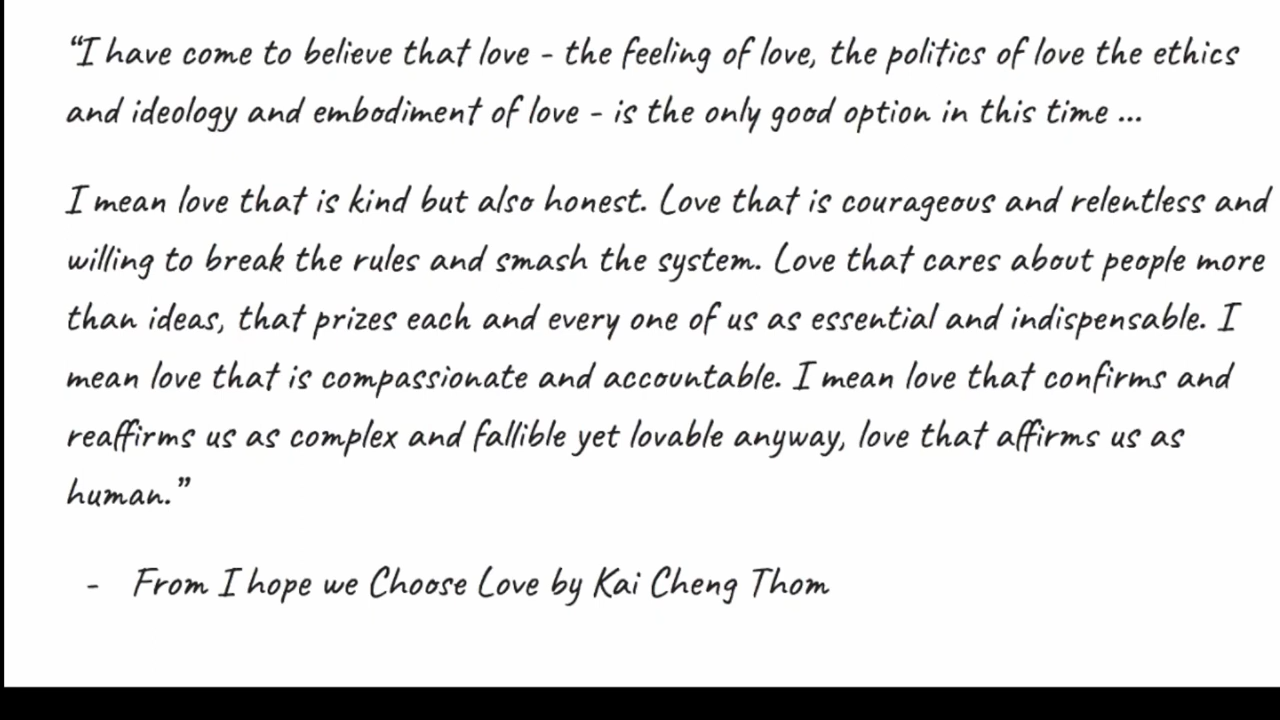 “I have come to believe that love - the feeling of love, the politics of love the ethics
and ideology and embodiment of love - is the only good option in this time ...
I mean love that is kind but also honest. Love that is courageous and relentless and
willing to break the rules and smash the system. Love that cares about people more
than ideas, that prizes each and every one of us as essential and indispensable. I
mean love that is compassionate and accountable. I mean love that confirms and
reaffirms us as complex and fallible yet lovable anyway, love that affirms us as
human.”
- From I hope we Choose Love by Kai Cheng Thom